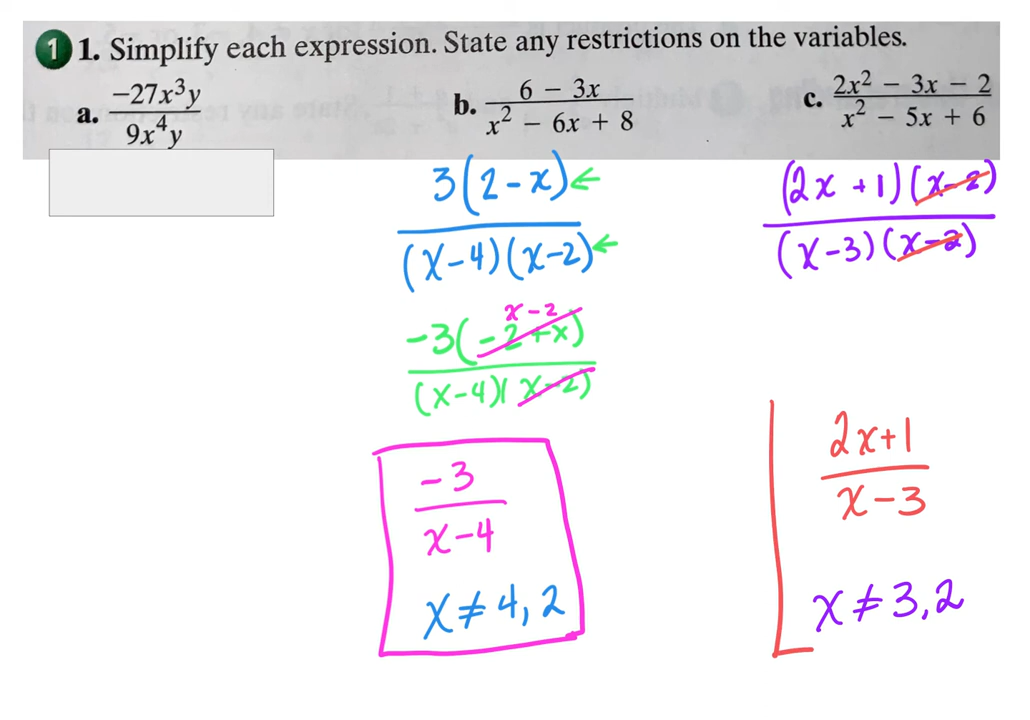 1 1. Simplify each expression. State any restrictions on the variables.
a. −27x³y / 9x⁴y
b. 6 − 3x / x² − 6x + 8
c. 2x² − 3x − 2 / x² − 5x + 6
3(2-x)←
(x-4)(x-2)←
(2x+1)(x-2)
(x-3)(x-2)
x-2
-3(-2+x)
(x-4)(x-2)
-3
x-4
x≠4,2
2x+1
x-3
x≠3,2